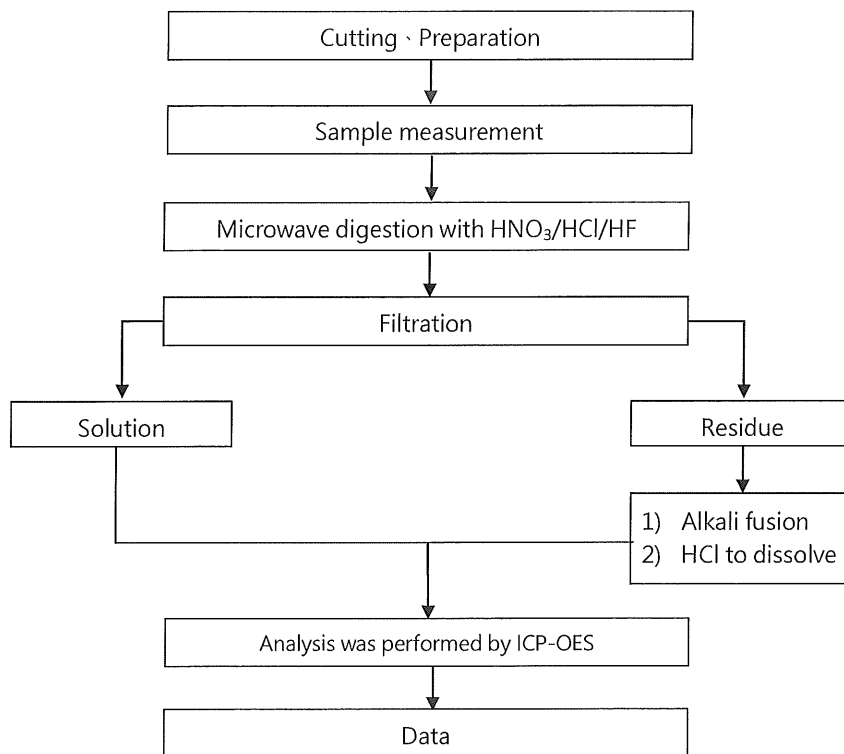 Cutting、Preparation
Sample measurement
Microwave digestion with HNO₃/HCl/HF
Filtration
Solution
Residue
1) Alkali fusion
2) HCl to dissolve
Analysis was performed by ICP-OES
Data